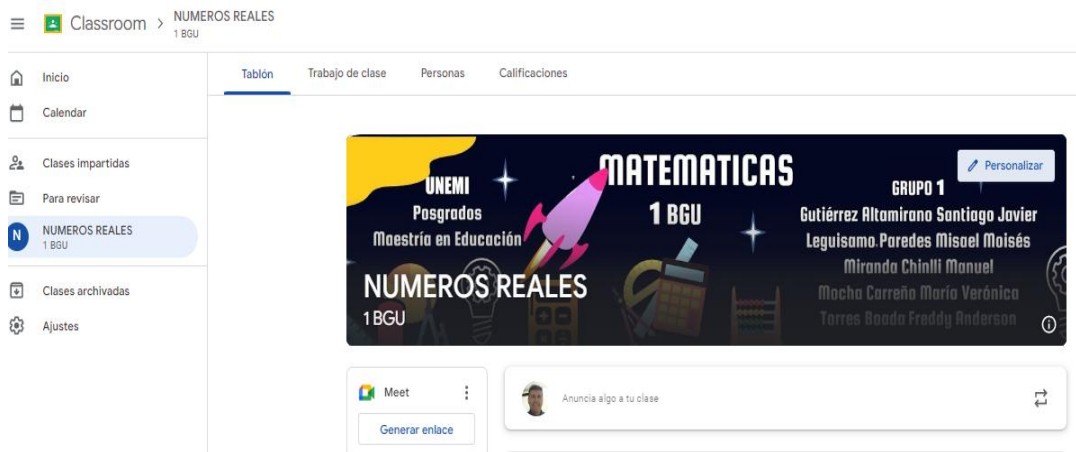 Classroom > NUMEROS REALES
1 BGU
Inicio
Calendar
Clases impartidas
Para revisar
N NUMEROS REALES
1 BGU
Clases archivadas
Ajustes
Tablón Trabajo de clase Personas Calificaciones
Personalizar
UNEMI
Posgrados
Maestría en Educación
MATEMATICAS
1 BGU
GRUPO 1
Gutiérrez Altamirano Santiago Javier
Leguisamo Paredes Misael Moisés
Miranda Chinlli Manuel
Mocha Carreño María Verónica
Torres Boada Freddy Anderson
NUMEROS REALES
1 BGU
Meet
Generar enlace
Anuncia algo a tu clase